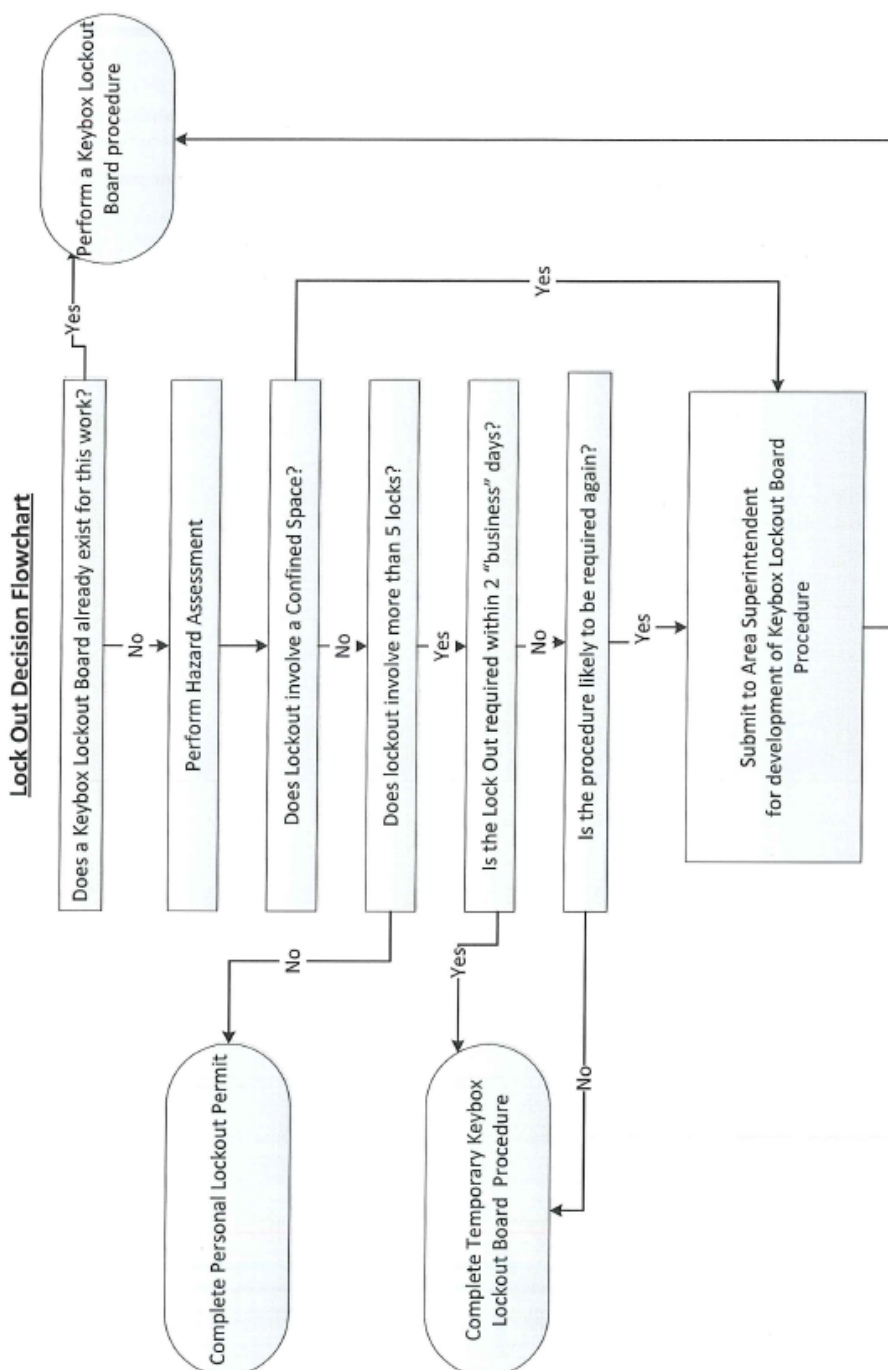 Lock Out Decision Flowchart
Does a Keybox Lockout Board already exist for this work?
Yes
Perform a Keybox Lockout
Board procedure
No
Perform Hazard Assessment
Does Lockout involve a Confined Space?
Yes
No
Does lockout involve more than 5 locks?
No
Complete Personal Lockout Permit
Yes
Is the Lock Out required within 2 “business” days?
Yes
Complete Temporary Keybox
Lockout Board Procedure
No
Is the procedure likely to be required again?
No
Yes
Submit to Area Superintendent
for development of Keybox Lockout Board
Procedure